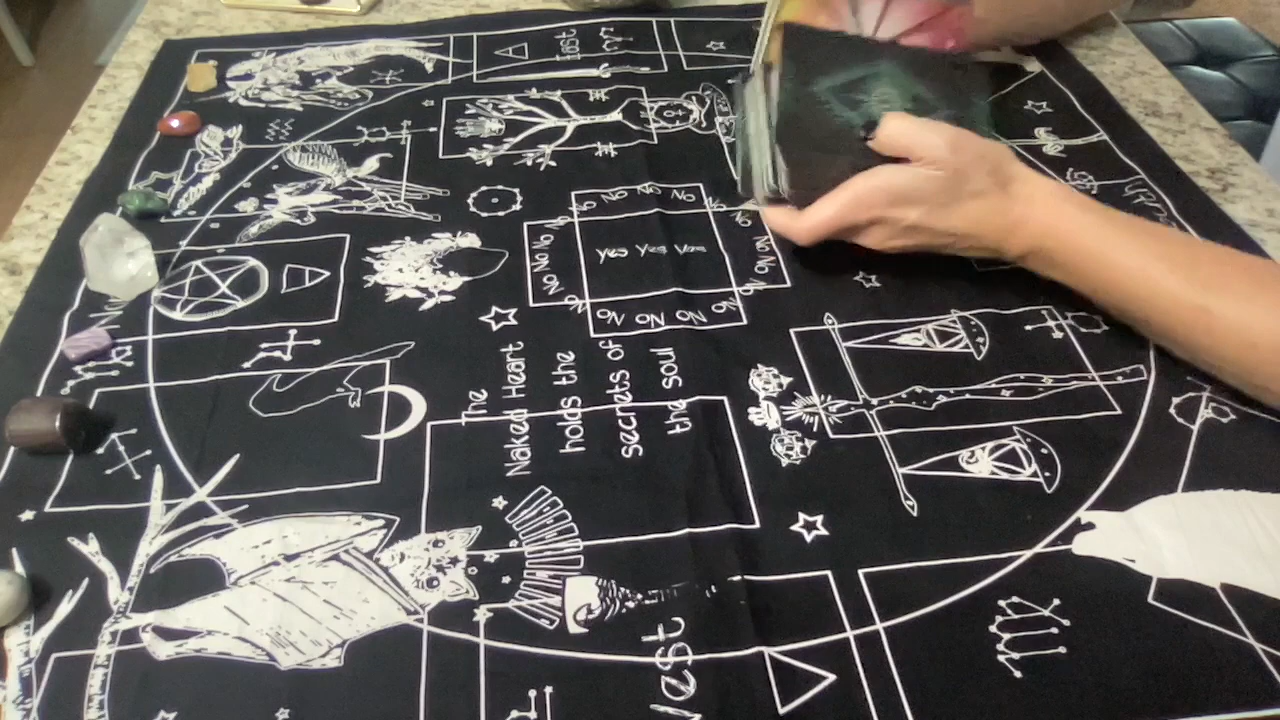 East
No No No No
No No No No
yes Yes Yes
No No No No
No No No No
The
Naked Heart
holds the
secrets of
the soul
West